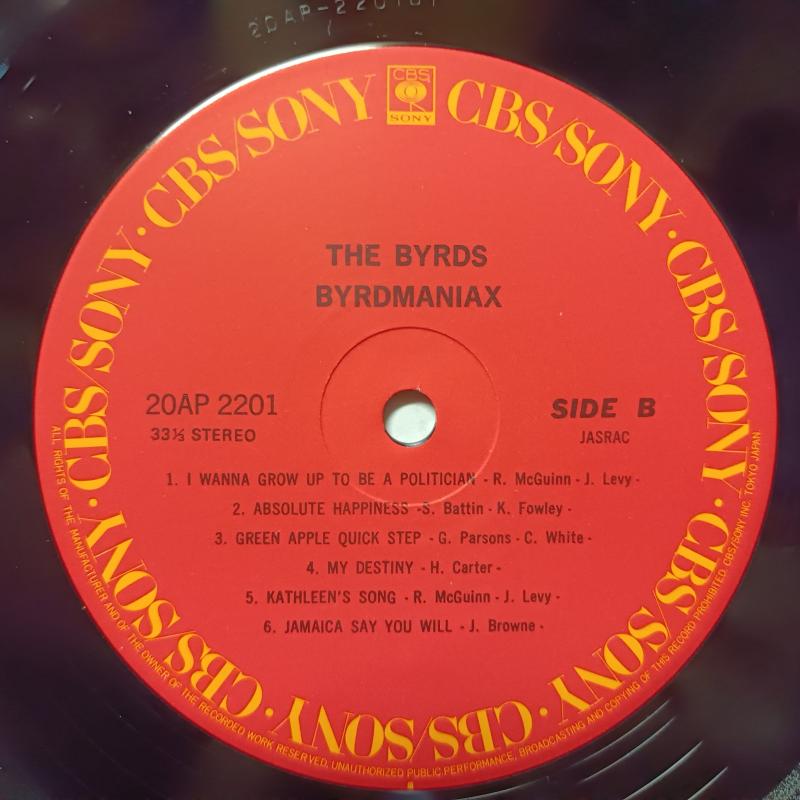 CBS
SONY
CBS/SONY · CBS/SONY · CBS/SONY · CBS/SONY · CBS/SONY · CBS/SONY · CBS/SONY · CBS/SONY · CBS/SONY
THE BYRDS
BYRDMANIAX
20AP 2201
SIDE B
33⅓ STEREO
JASRAC
1. I WANNA GROW UP TO BE A POLITICIAN - R. McGuinn - J. Levy -
2. ABSOLUTE HAPPINESS -S. Battin - K. Fowley -
3. GREEN APPLE QUICK STEP - G. Parsons - C. White -
4. MY DESTINY - H. Carter -
5. KATHLEEN'S SONG - R. McGuinn - J. Levy -
6. JAMAICA SAY YOU WILL - J. Browne -
ALL RIGHTS OF THE MANUFACTURER AND OF THE OWNER OF THE RECORDED WORK RESERVED. UNAUTHORIZED PUBLIC PERFORMANCE, BROADCASTING AND COPYING OF THIS RECORD PROHIBITED. CBS/SONY INC. TOKYO JAPAN